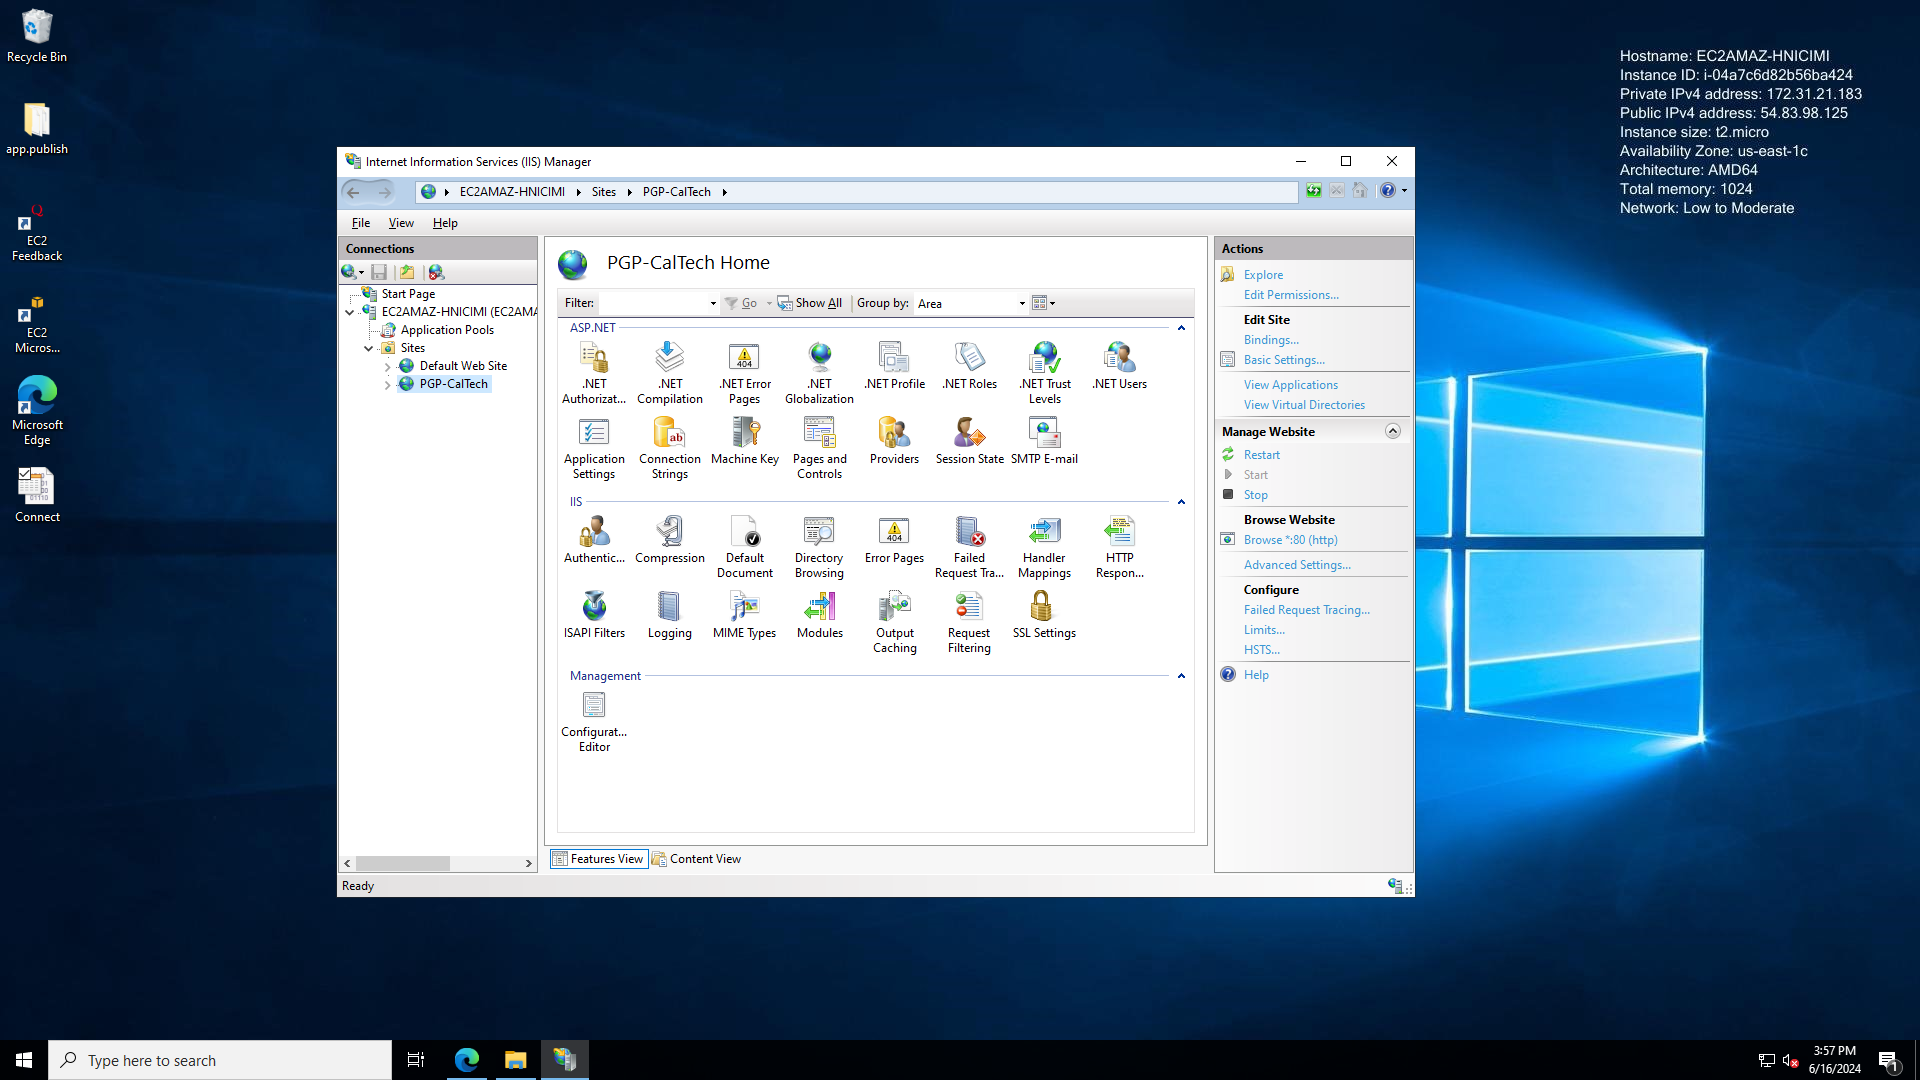 Recycle Bin
app.publish
EC2
Feedback
EC2
Micros...
Microsoft
Edge
Connect
Hostname: EC2AMAZ-HNICIMI
Instance ID: i-04a7c6d82b56ba424
Private IPv4 address: 172.31.21.183
Public IPv4 address: 54.83.98.125
Instance size: t2.micro
Availability Zone: us-east-1c
Architecture: AMD64
Total memory: 1024
Network: Low to Moderate
Internet Information Services (IIS) Manager
EC2AMAZ-HNICIMI Sites PGP-CalTech
File View Help
Connections
Start Page
EC2AMAZ-HNICIMI (EC2AMA
Application Pools
Sites
Default Web Site
PGP-CalTech
PGP-CalTech Home
Filter: Go Show All Group by: Area
ASP.NET
.NET Authorizat...
.NET Compilation
.NET Error Pages
.NET Globalization
.NET Profile
.NET Roles
.NET Trust Levels
.NET Users
Application Settings
Connection Strings
Machine Key
Pages and Controls
Providers
Session State
SMTP E-mail
IIS
Authentic...
Compression
Default Document
Directory Browsing
Error Pages
Failed Request Tra...
Handler Mappings
HTTP Respon...
ISAPI Filters
Logging
MIME Types
Modules
Output Caching
Request Filtering
SSL Settings
Management
Configurat... Editor
Features View Content View
Ready
Actions
Explore
Edit Permissions...
Edit Site
Bindings...
Basic Settings...
View Applications
View Virtual Directories
Manage Website
Restart
Start
Stop
Browse Website
Browse *:80 (http)
Advanced Settings...
Configure
Failed Request Tracing...
Limits...
HSTS...
Help
Type here to search
3:57 PM
6/16/2024
1